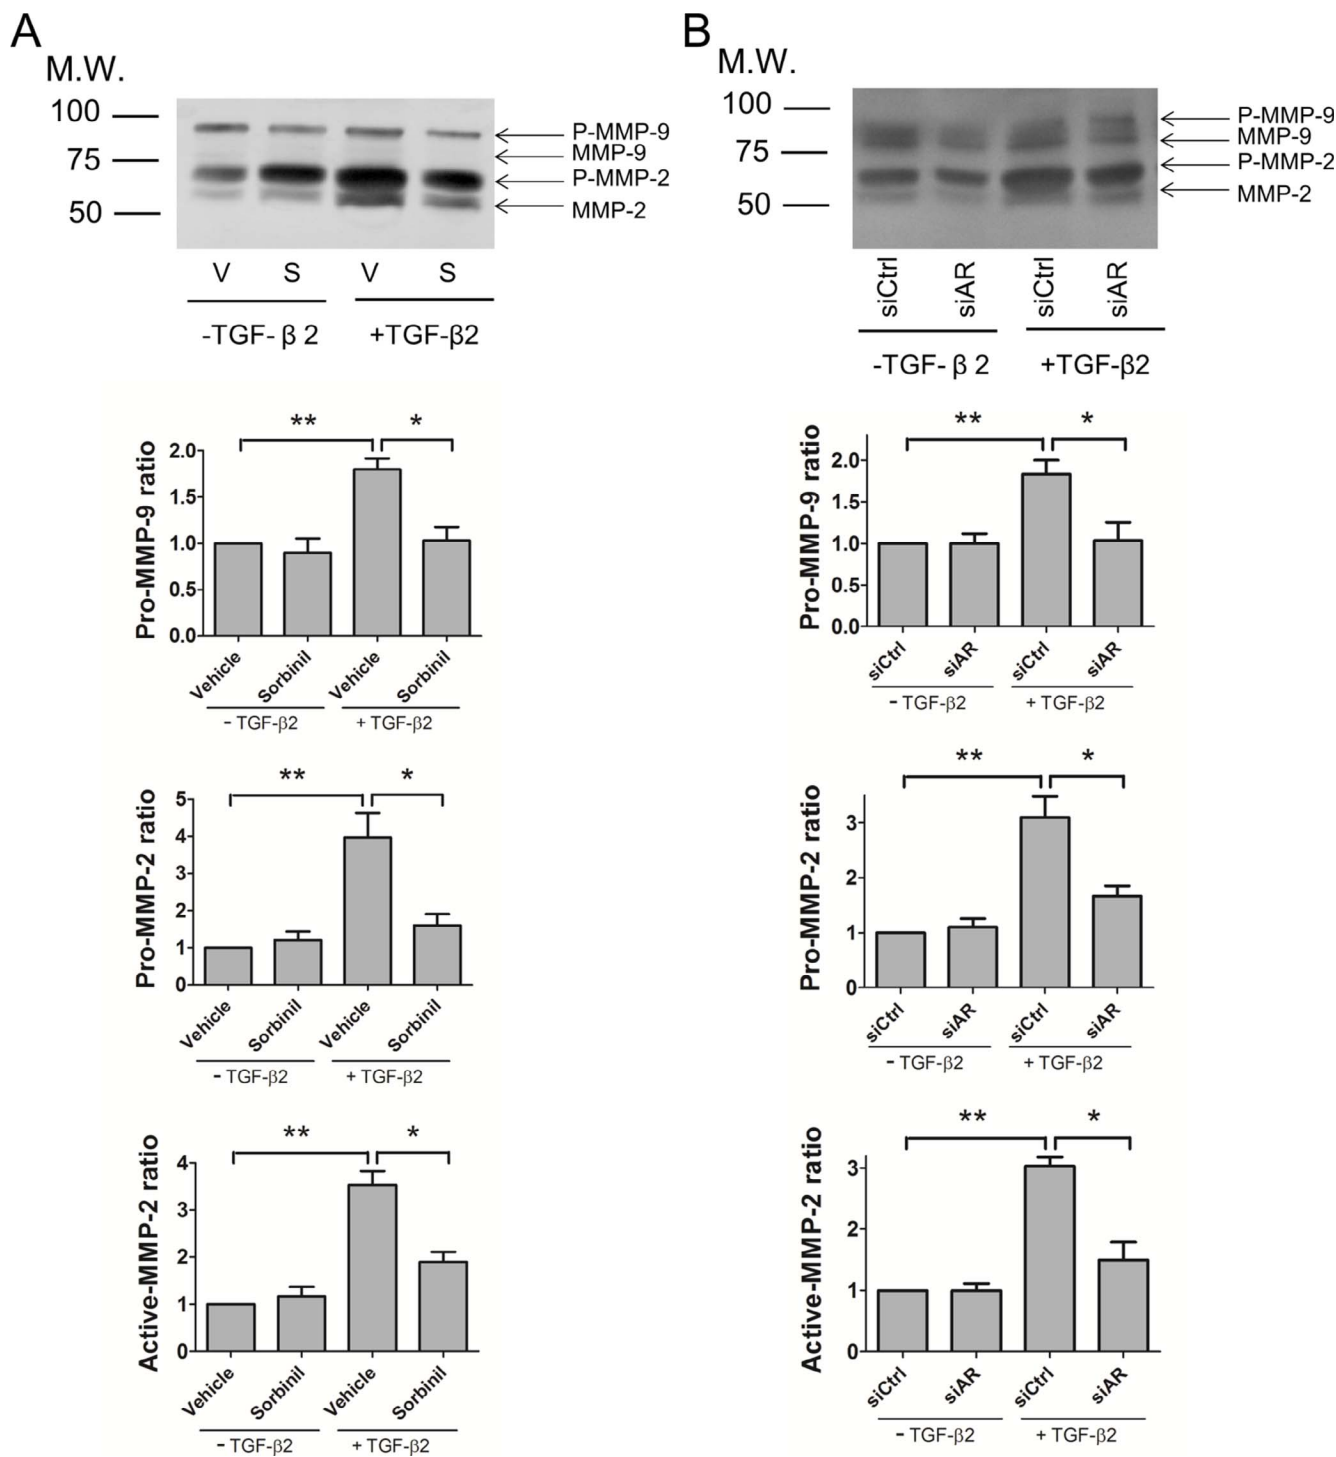 A
M.W.
100
75
50
P-MMP-9
MMP-9
P-MMP-2
MMP-2
V S V S
-TGF- β 2 +TGF-β2
** *
Pro-MMP-9 ratio
2.0
1.5
1.0
0.5
0.0
Vehicle Sorbinil Vehicle Sorbinil
- TGF-β2 + TGF-β2
** *
Pro-MMP-2 ratio
5
4
3
2
1
0
Vehicle Sorbinil Vehicle Sorbinil
- TGF-β2 + TGF-β2
** *
Active-MMP-2 ratio
4
3
2
1
0
Vehicle Sorbinil Vehicle Sorbinil
- TGF-β2 + TGF-β2
B
M.W.
100
75
50
P-MMP-9
MMP-9
P-MMP-2
MMP-2
siCtrl siAR siCtrl siAR
-TGF- β 2 +TGF-β2
** *
Pro-MMP-9 ratio
2.0
1.5
1.0
0.5
0.0
siCtrl siAR siCtrl siAR
- TGF-β2 + TGF-β2
** *
Pro-MMP-2 ratio
3
2
1
0
siCtrl siAR siCtrl siAR
- TGF-β2 + TGF-β2
** *
Active-MMP-2 ratio
3
2
1
0
siCtrl siAR siCtrl siAR
- TGF-β2 + TGF-β2